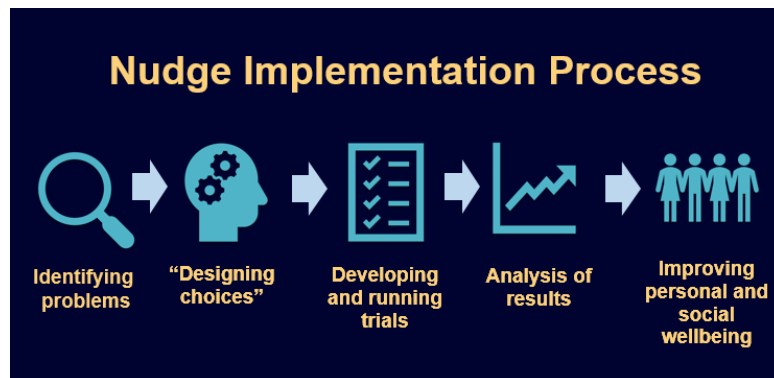 Nudge Implementation Process
Identifying
problems
“Designing
choices”
Developing
and running
trials
Analysis of
results
Improving
personal and
social
wellbeing